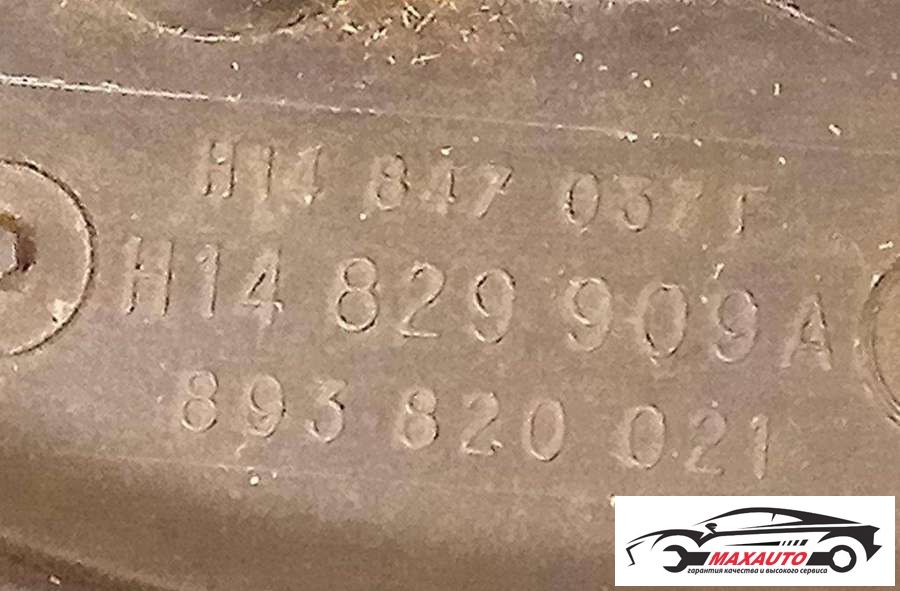 H14 847 037 F
H14 829 909 A
893 820 021
MAXAUTO
гарантия качества и высокого сервиса